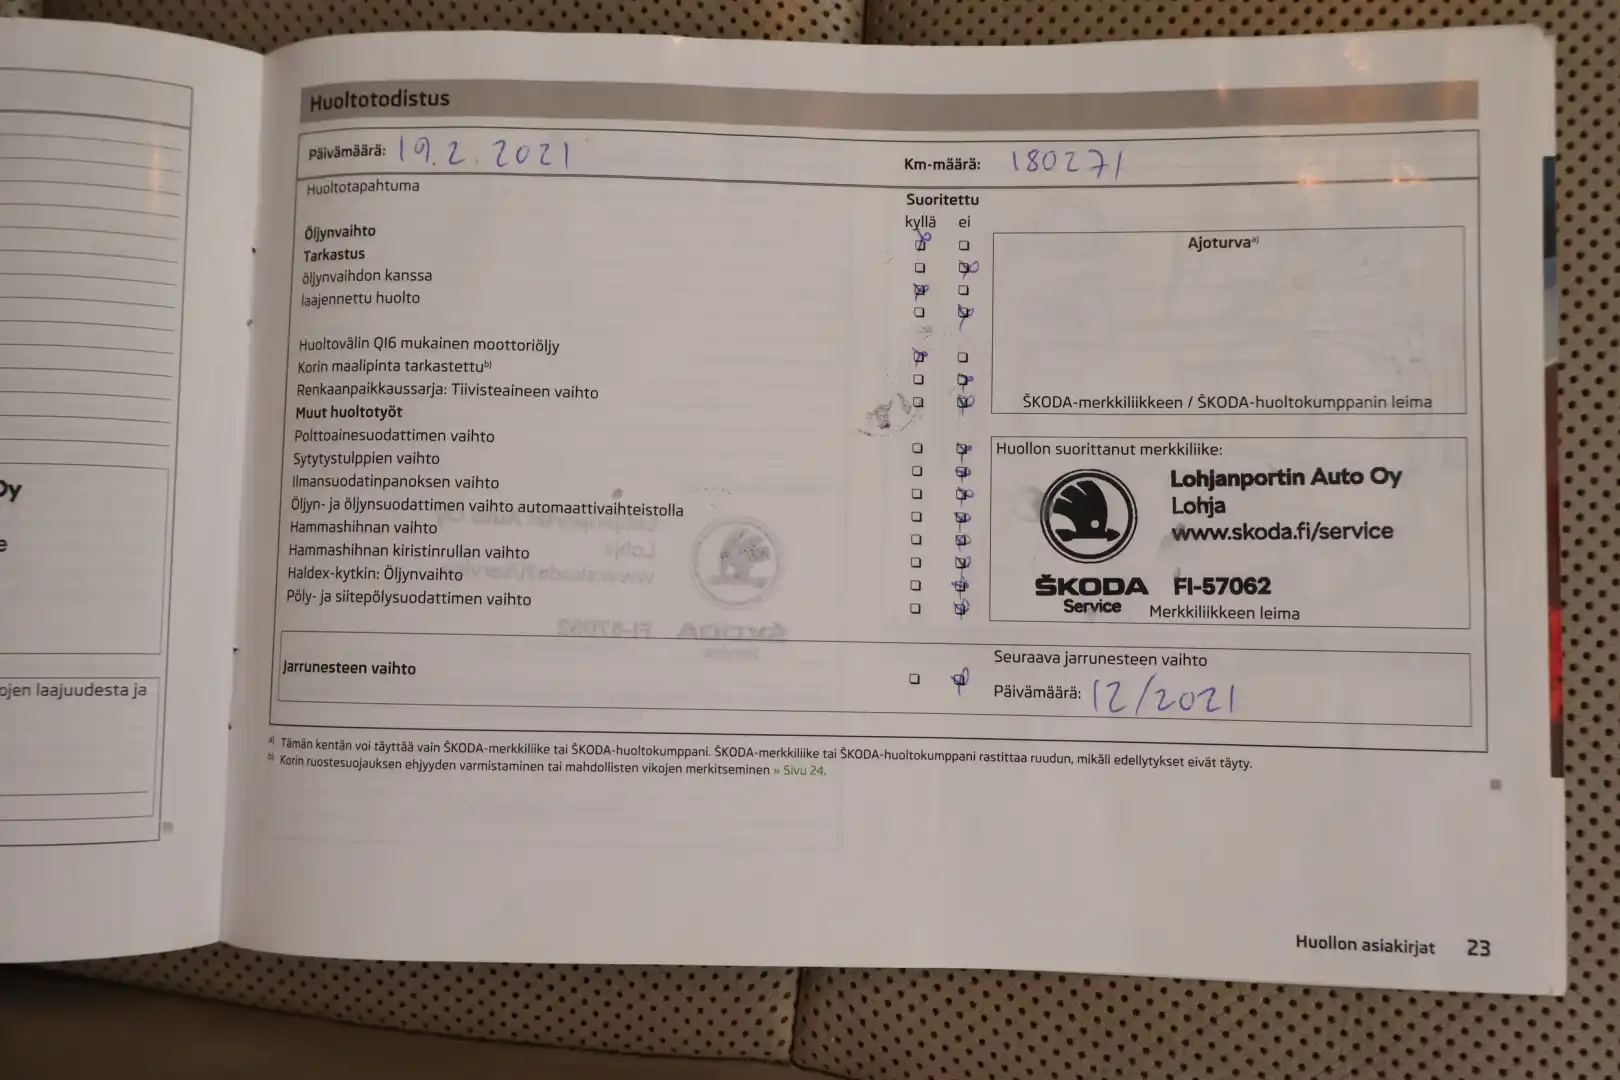 Huoltotodistus
Päivämäärä: 19.2.2021
Km-määrä: 180271
Huoltotapahtuma
Suoritettu
kyllä ei
Öljynvaihto
Tarkastus
öljynvaihdon kanssa
laajennettu huolto
Huoltovälin QI6 mukainen moottoriöljy
Korin maalipinta tarkastettu b)
Renkaanpaikkaussarja: Tiivisteaineen vaihto
Muut huoltotyöt
Polttoainesuodattimen vaihto
Sytytystulppien vaihto
Ilmansuodatinpanoksen vaihto
Öljyn- ja öljynsuodattimen vaihto automaattivaihteistolla
Hammashihnan vaihto
Hammashihnan kiristinrullan vaihto
Haldex-kytkin: Öljynvaihto
Pöly- ja siitepölysuodattimen vaihto
Ajoturva a)
ŠKODA-merkkiliikkeen / ŠKODA-huoltokumppanin leima
Huollon suorittanut merkkiliike:
Lohjanportin Auto Oy
Lohja
www.skoda.fi/service
ŠKODA FI-57062
Service Merkkiliikkeen leima
Jarrunesteen vaihto
Seuraava jarrunesteen vaihto
Päivämäärä: 12/2021
a) Tämän kentän voi täyttää vain ŠKODA-merkkiliike tai ŠKODA-huoltokumppani. ŠKODA-merkkiliike tai ŠKODA-huoltokumppani rastittaa ruudun, mikäli edellytykset eivät täyty.
b) Korin ruostesuojauksen ehjyyden varmistaminen tai mahdollisten vikojen merkitseminen » Sivu 24.
Huollon asiakirjat 23
Oy
e
ojen laajuudesta ja